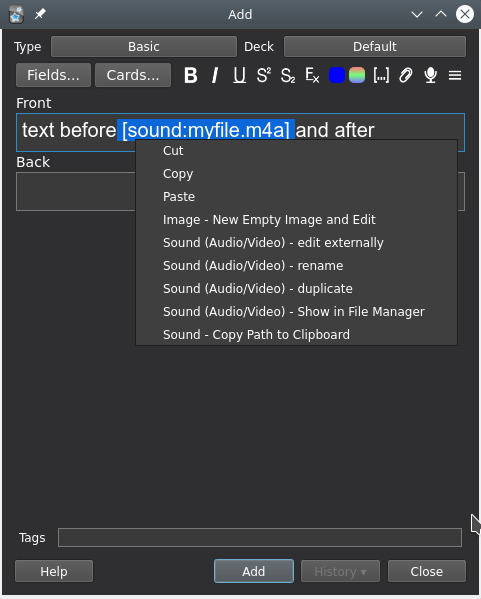 Add
Type Basic Deck Default
Fields... Cards... B I U S² S₂ Fx [...]
Front
text before [sound:myfile.m4a] and after
Back
Cut
Copy
Paste
Image - New Empty Image and Edit
Sound (Audio/Video) - edit externally
Sound (Audio/Video) - rename
Sound (Audio/Video) - duplicate
Sound (Audio/Video) - Show in File Manager
Sound - Copy Path to Clipboard
Tags
Help Add History ▾ Close